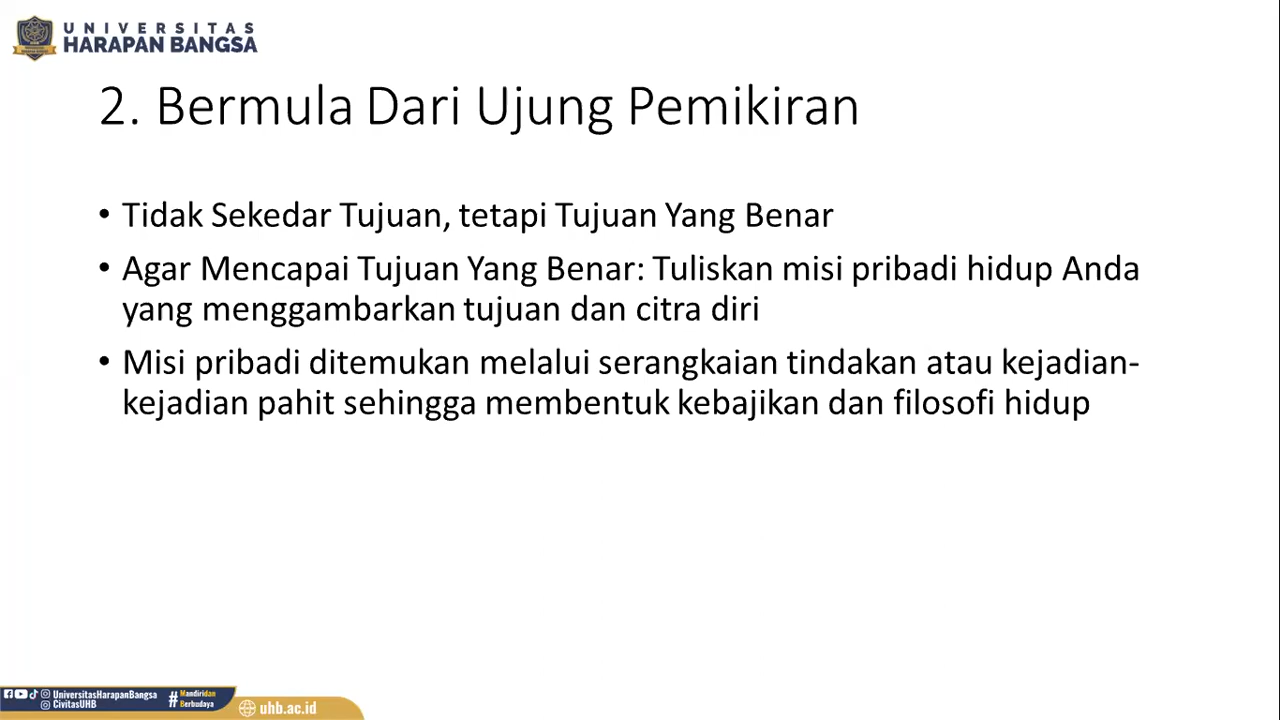 UNIVERSITAS
HARAPAN BANGSA
2. Bermula Dari Ujung Pemikiran
• Tidak Sekedar Tujuan, tetapi Tujuan Yang Benar
• Agar Mencapai Tujuan Yang Benar: Tuliskan misi pribadi hidup Anda
yang menggambarkan tujuan dan citra diri
• Misi pribadi ditemukan melalui serangkaian tindakan atau kejadian-
kejadian pahit sehingga membentuk kebajikan dan filosofi hidup
UniversitasHarapanBangsa
CivitasUHB
# Mandiridan
Berbudaya
uhb.ac.id